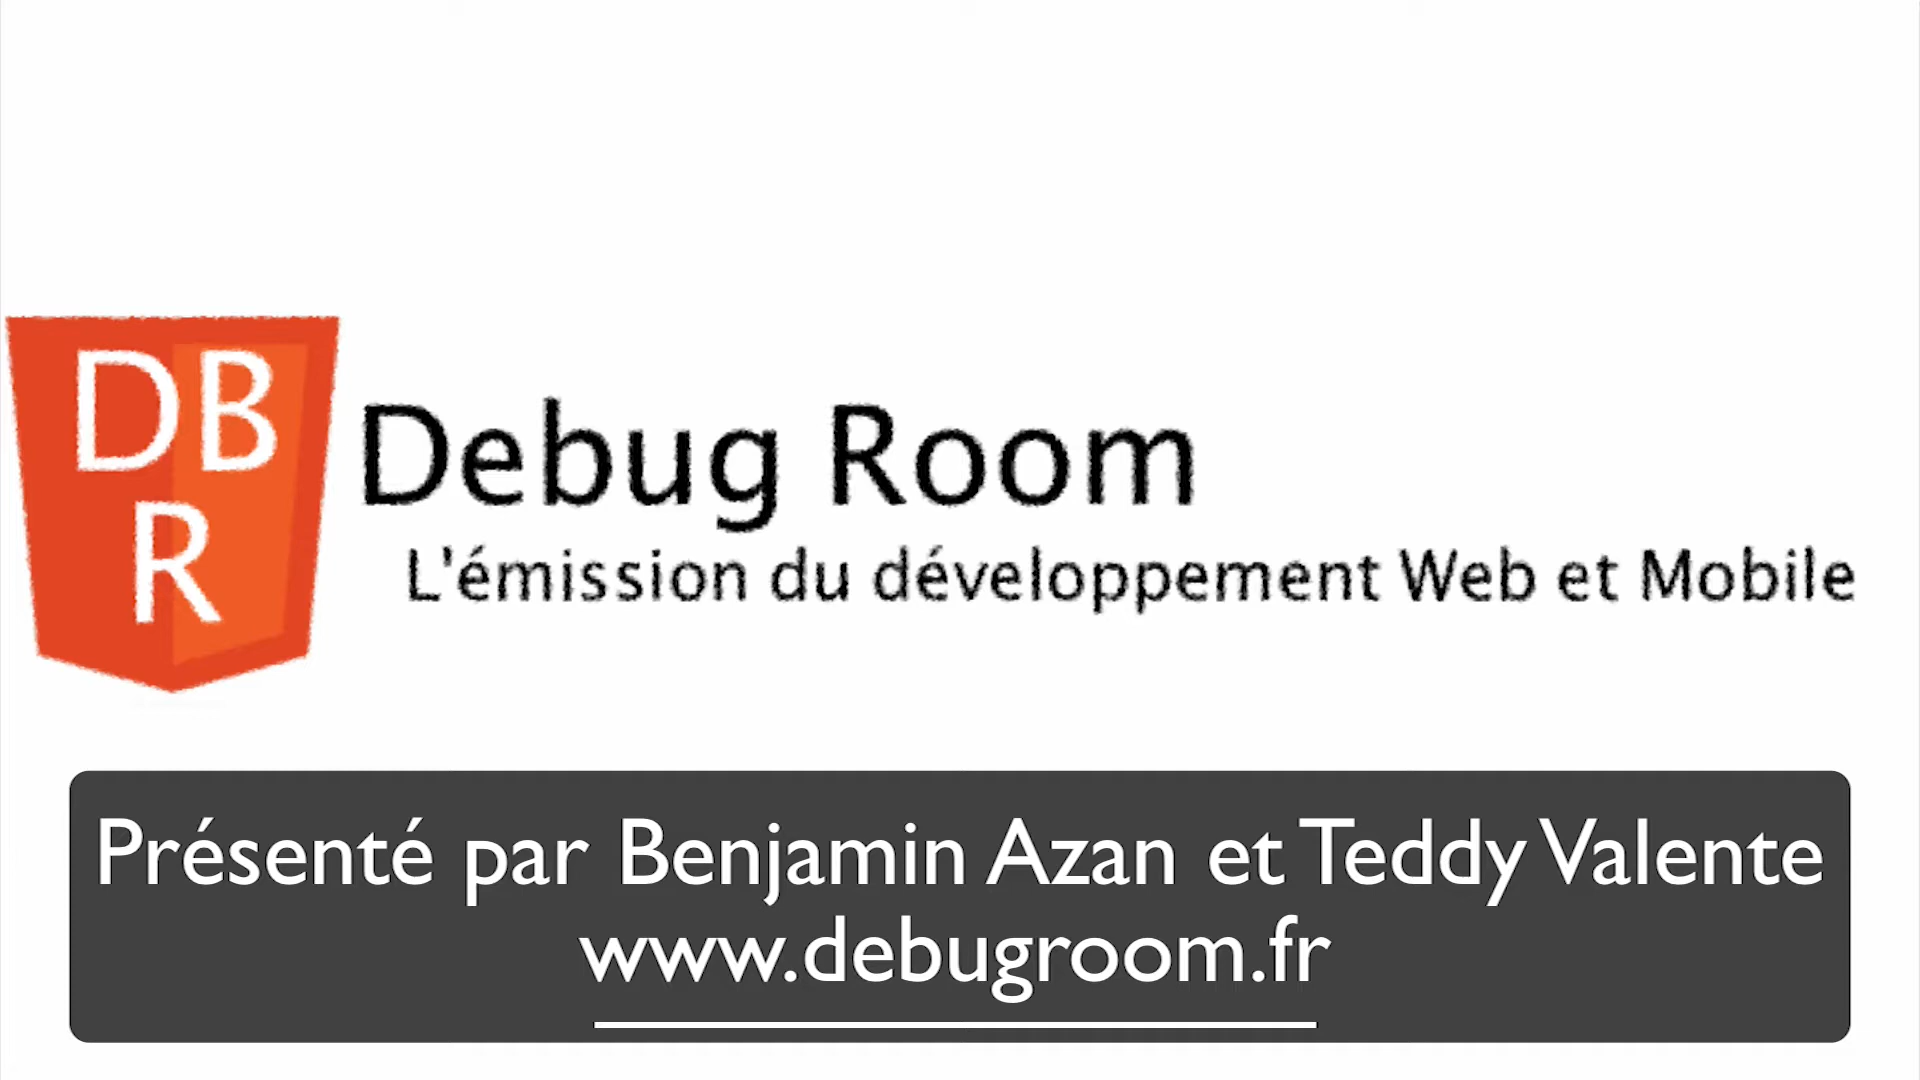 DB
R
Debug Room
L'émission du développement Web et Mobile
Présenté par Benjamin Azan et Teddy Valente
www.debugroom.fr